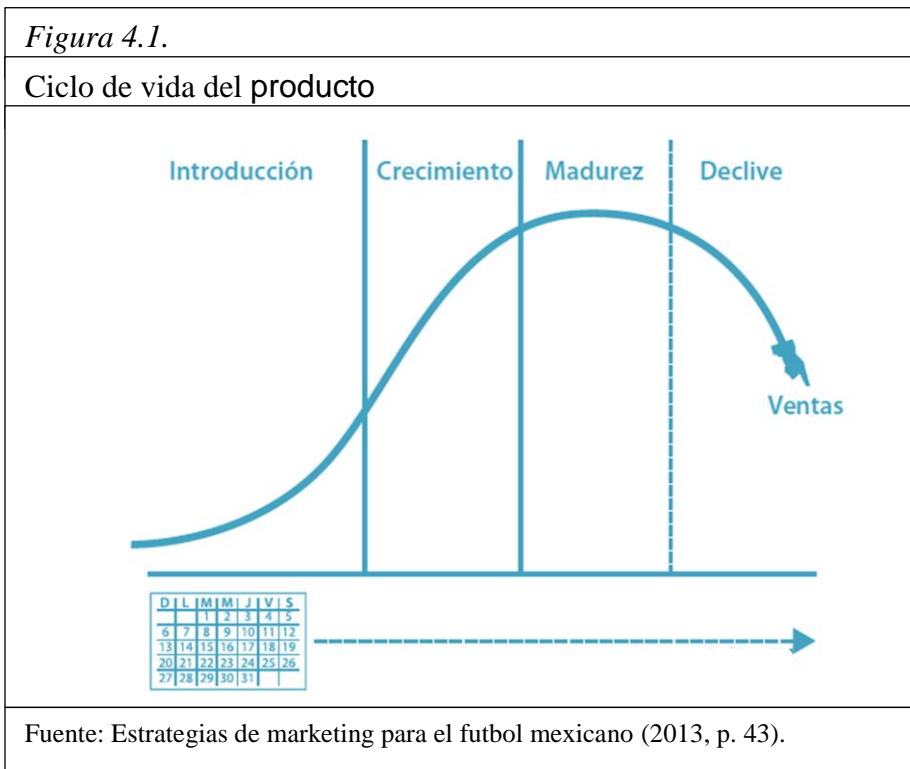 Figura 4.1.
Ciclo de vida del producto
Introducción Crecimiento Madurez Declive
Ventas
D L M M J V S
1 2 3 4 5
6 7 8 9 10 11 12
13 14 15 16 17 18 19
20 21 22 23 24 25 26
27 28 29 30 31
Fuente: Estrategias de marketing para el futbol mexicano (2013, p. 43).